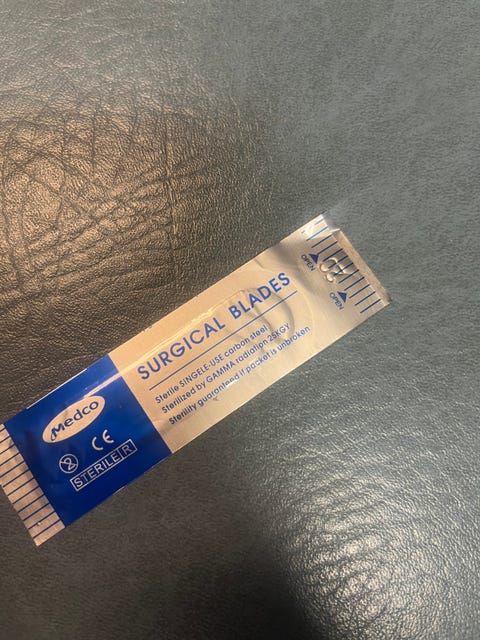 SURGICAL BLADES
Sterile SINGELE-USE carbon steel
Sterilized by GAMMA radiation 25KGY
Sterility guaranteed if packet is unbroken
Medco
CE
2
STERILE R
OPEN
OPEN